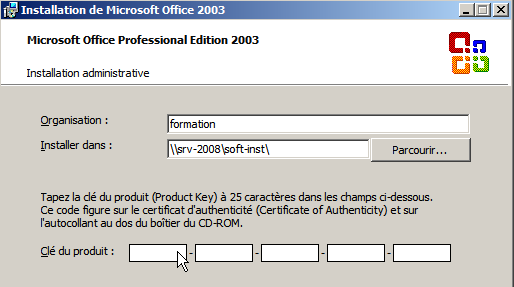 Installation de Microsoft Office 2003
Microsoft Office Professional Edition 2003
Installation administrative
Organisation :
formation
Installer dans :
\\srv-2008\soft-inst\
Parcourir...
Tapez la clé du produit (Product Key) à 25 caractères dans les champs ci-dessous.
Ce code figure sur le certificat d'authenticité (Certificate of Authenticity) et sur
l'autocollant au dos du boîtier du CD-ROM.
Clé du produit :
- - - -